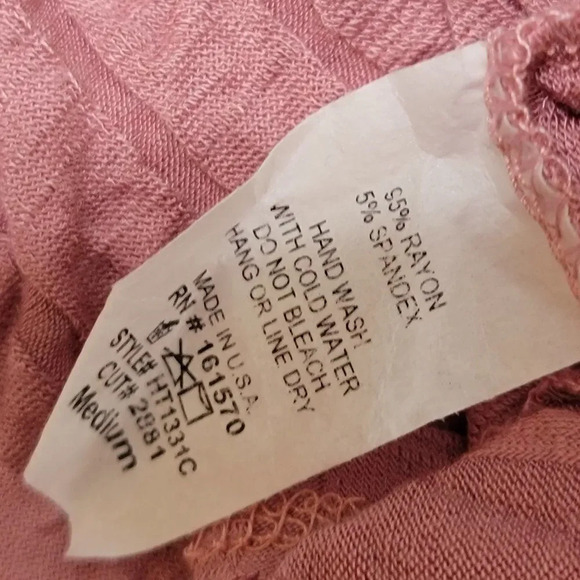 95% RAYON
5% SPANDEX
HAND WASH
WITH COLD WATER
DO NOT BLEACH
HANG OR LINE DRY
MADE IN U.S.A.
RN # 161570
STYLE# HT1331C
CUT# 2881
Medium